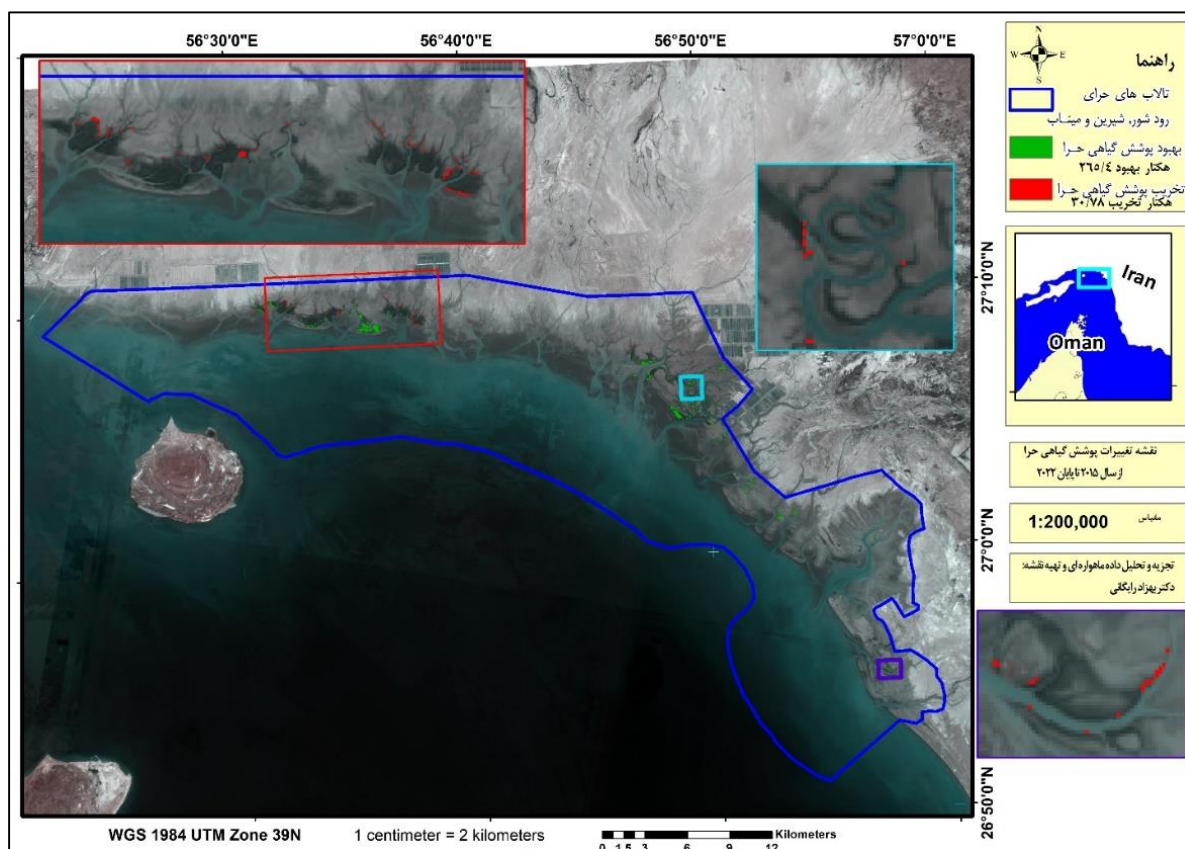 56°30'0"E
56°40'0"E
56°50'0"E
57°0'0"E
27°10'0"N
27°0'0"N
26°50'0"N
WGS 1984 UTM Zone 39N
1 centimeter = 2 kilometers
Kilometers
0 1.5 3 6 9 12
N
W E
S
راهنما
تالاب های حرای
رود شور، شیرین و میناب
بهبود پوشش گیاهی حرا
هکتار بهبود ۲٦٥/٤
تخریب پوشش گیاهی حرا
هکتار تخریب ۳۰/۷۸
Iran
Oman
نقشه تغییرات پوشش گیاهی حرا
از سال ۲۰۱۵ تا پایان ۲۰۲۲
مقیاس
1:200,000
تجزیه و تحلیل داده ماهواره‌ای و تهیه نقشه:
دکتر بهزاد رایگانی